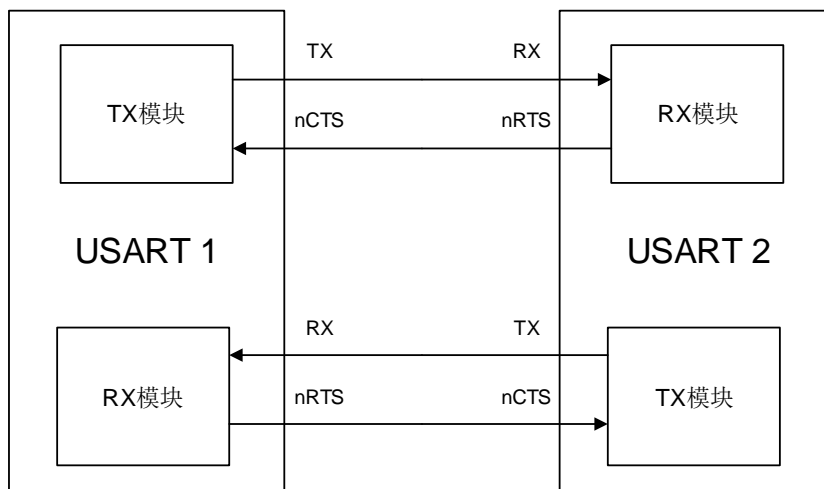 TX RX
TX模块
nCTS nRTS
RX模块
USART 1 USART 2
RX TX
RX模块
nRTS nCTS
TX模块